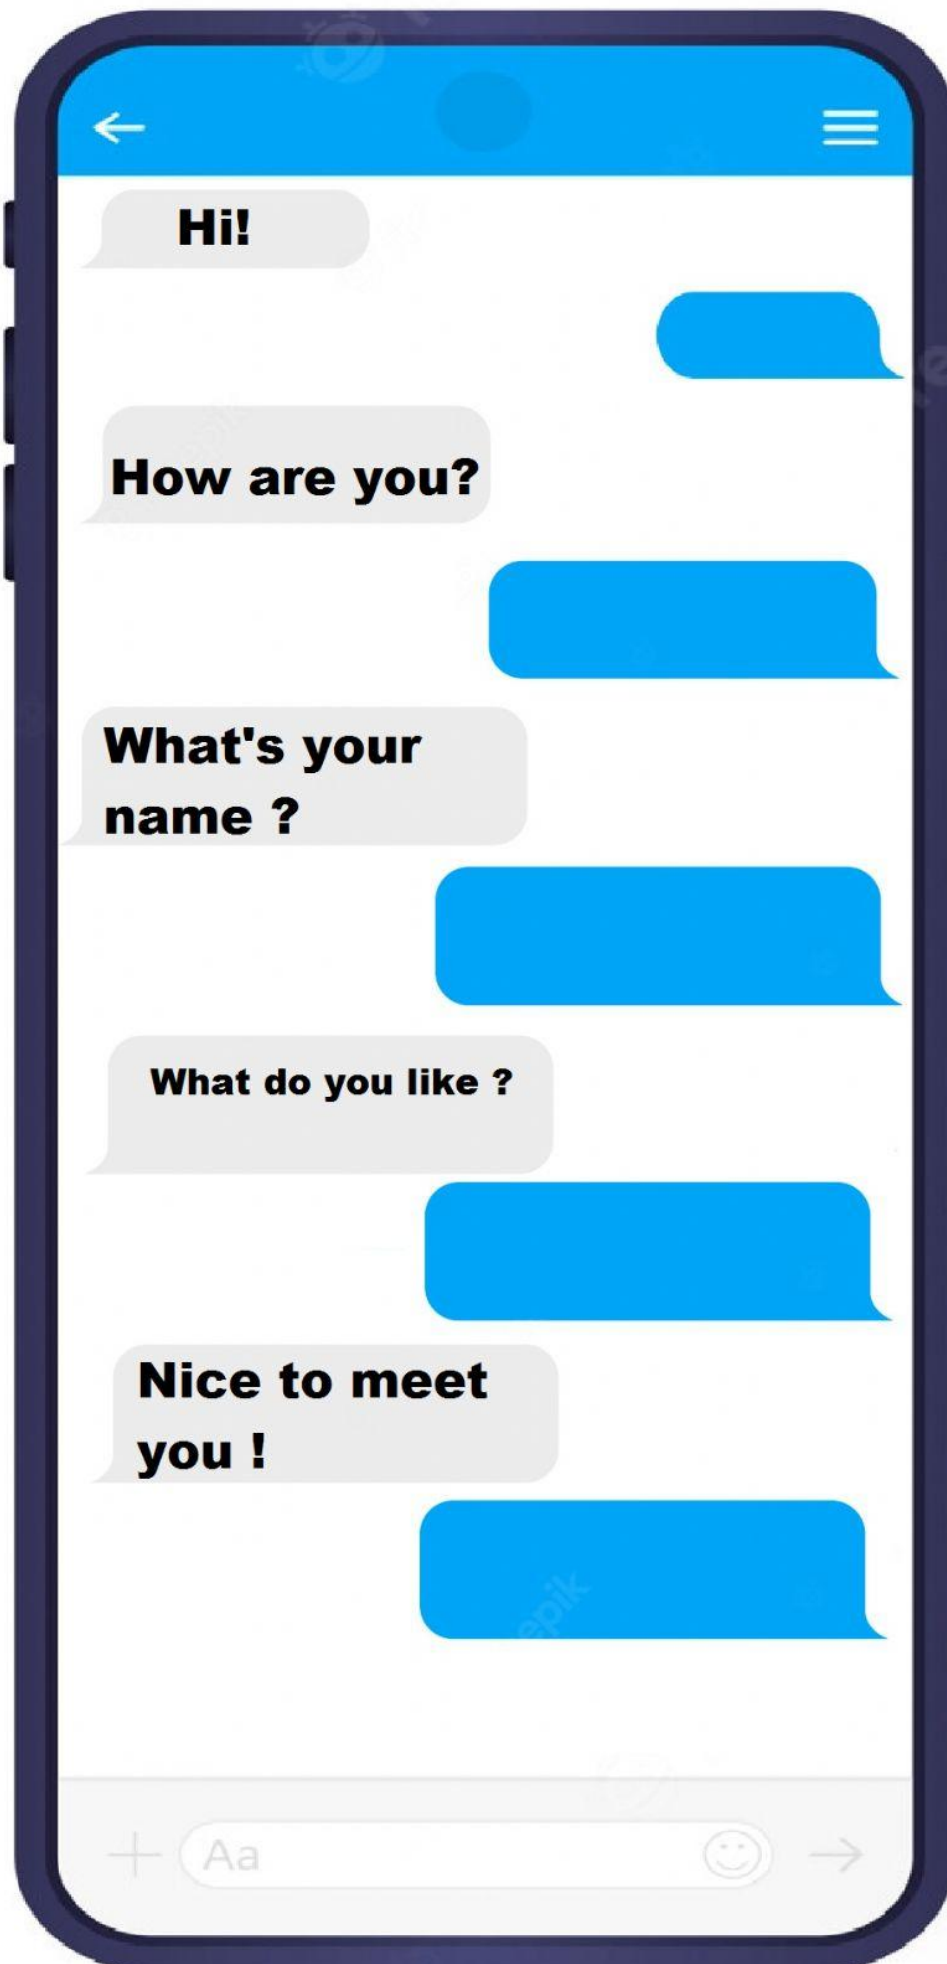 Hi!
How are you?
What's your
name ?
What do you like ?
Nice to meet
you !
Aa